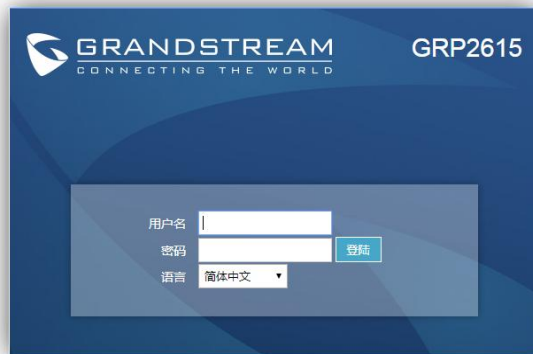 GRANDSTREAM
CONNECTING THE WORLD
GRP2615
用户名
密码
登陆
语言
简体中文